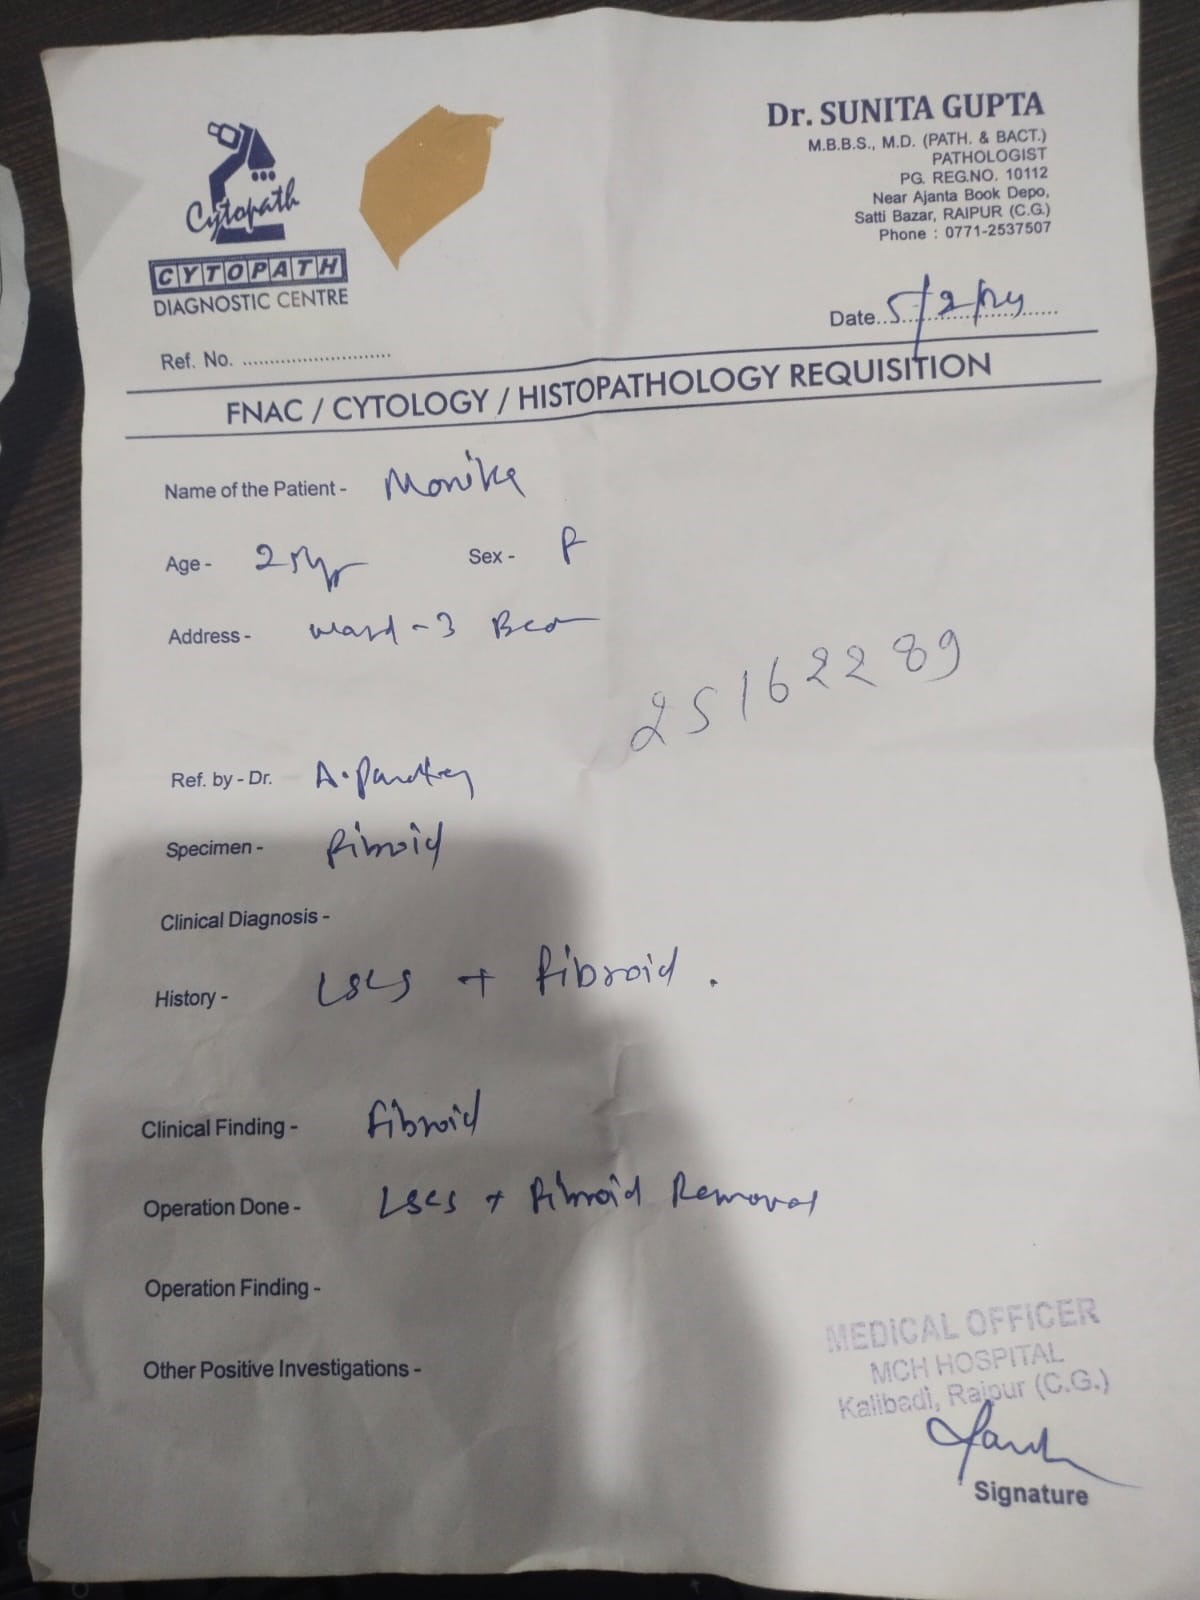 Cytopath
CYTOPATH
DIAGNOSTIC CENTRE
Dr. SUNITA GUPTA
M.B.B.S., M.D. (PATH. & BACT.)
PATHOLOGIST
PG. REG.NO. 10112
Near Ajanta Book Depo,
Satti Bazar, RAIPUR (C.G.)
Phone : 0771-2537507
Ref. No. ............................
Date..
FNAC / CYTOLOGY / HISTOPATHOLOGY REQUISITION
Name of the Patient - Monika
Age - Sex - F
Address - ward - 3
25162289
Ref. by - Dr. A. Pandey
Specimen - Fibroid
Clinical Diagnosis -
History - LSCS + Fibroid.
Clinical Finding - Fibroid
Operation Done - LSCS + Fibroid Removal
Operation Finding -
Other Positive Investigations -
MEDICAL OFFICER
MCH HOSPITAL
Kalibadi, Raipur (C.G.)
Signature